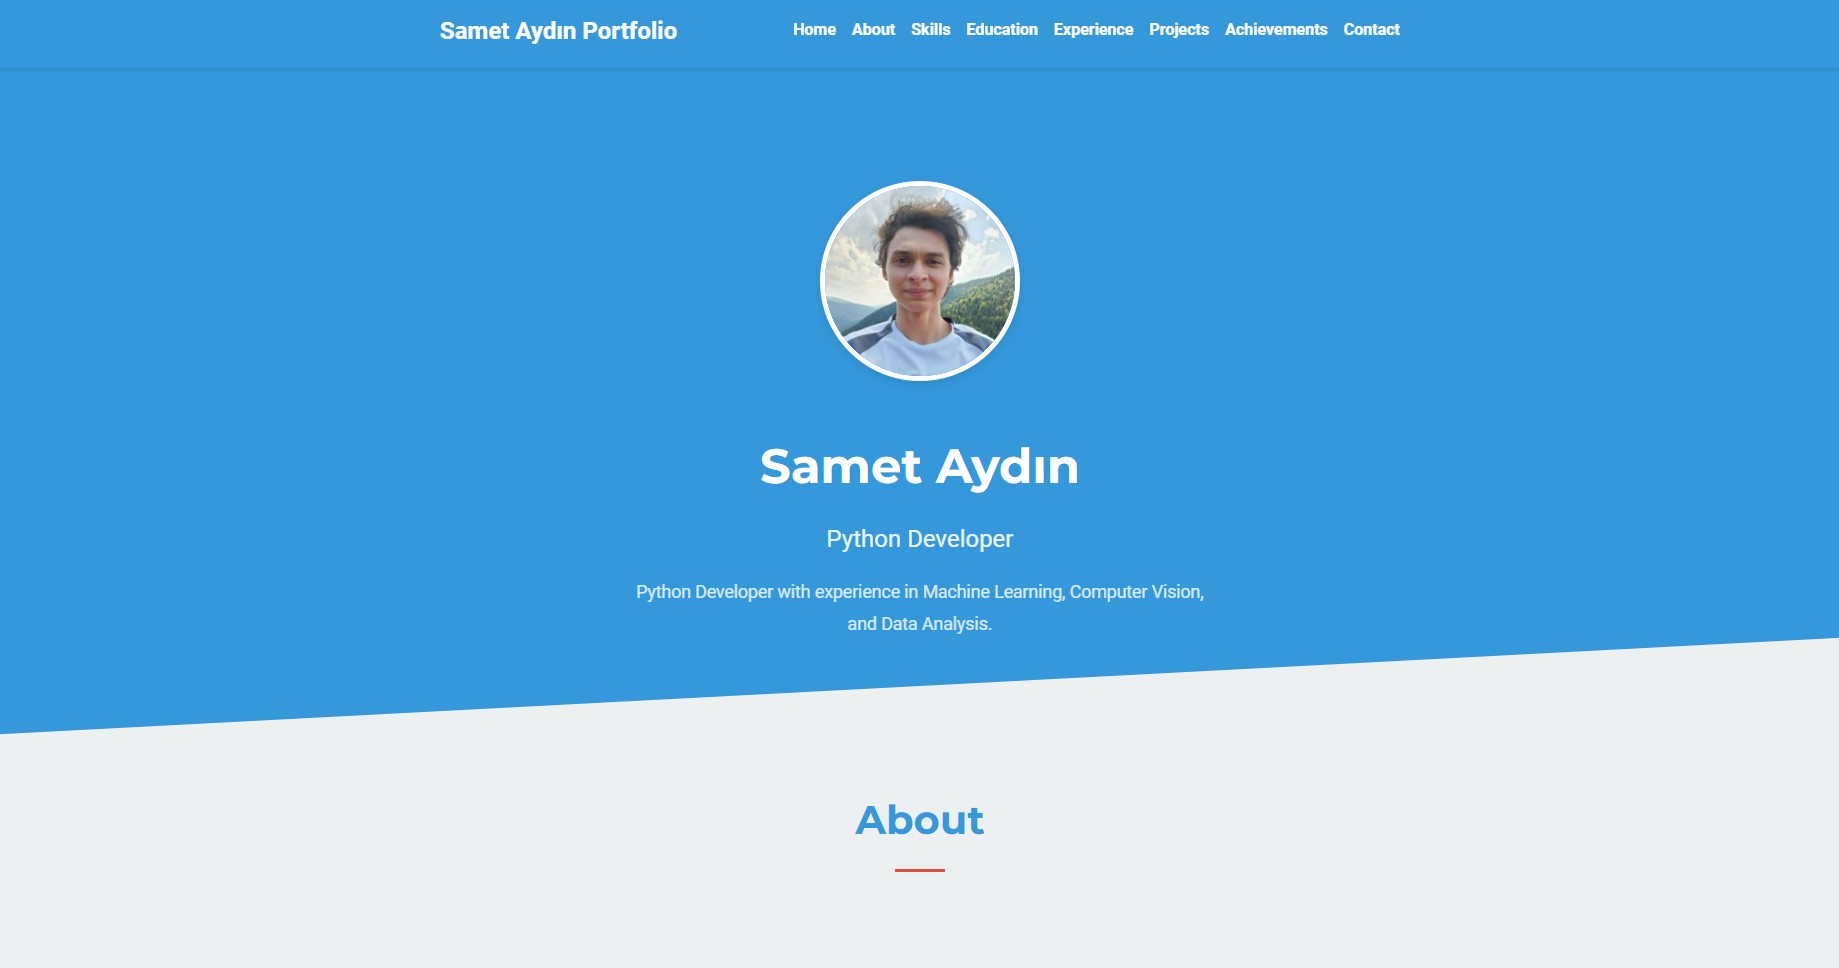 Samet Aydın Portfolio
Home About Skills Education Experience Projects Achievements Contact
Samet Aydın
Python Developer
Python Developer with experience in Machine Learning, Computer Vision,
and Data Analysis.
About